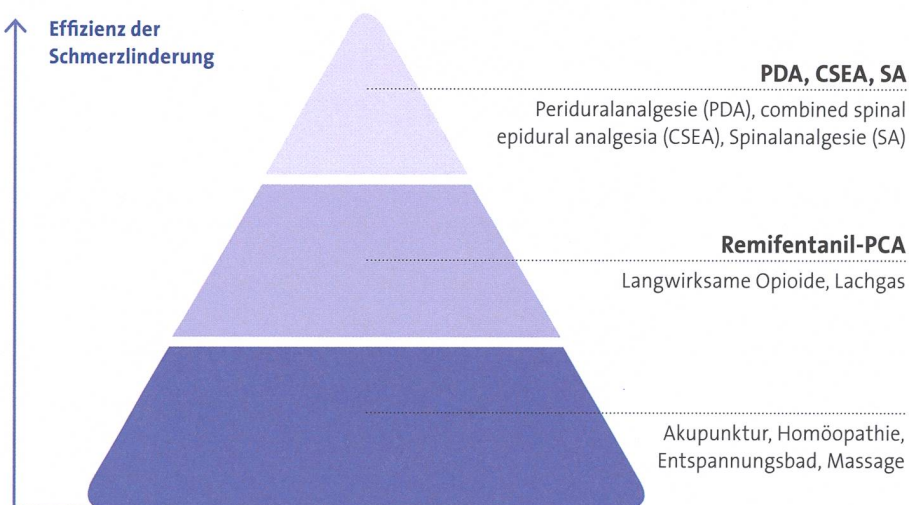 Effizienz der
Schmerzlinderung
PDA, CSEA, SA
Periduralanalgesie (PDA), combined spinal
epidural analgesia (CSEA), Spinalanalgesie (SA)
Remifentanil-PCA
Langwirksame Opioide, Lachgas
Akupunktur, Homöopathie,
Entspannungsbad, Massage